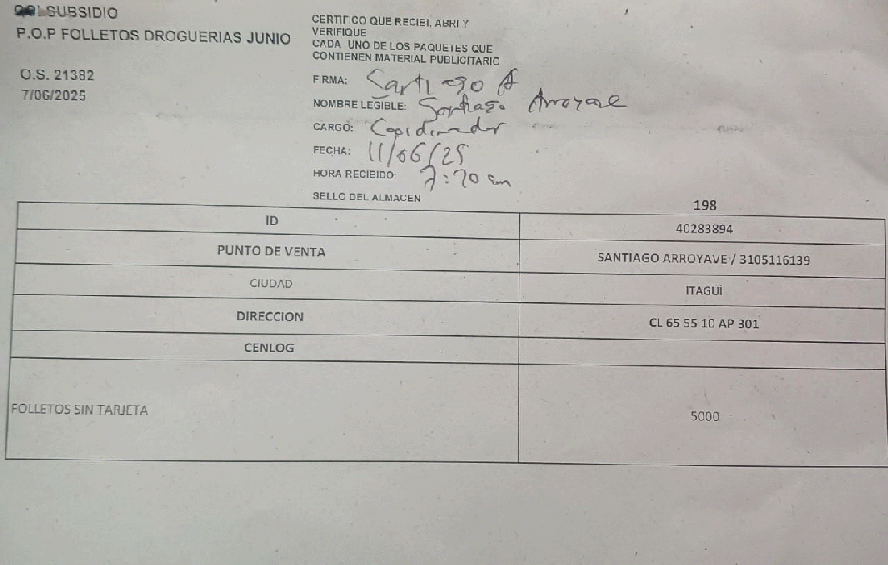 SUBSIDIO
P.O.P FOLLETOS DROGUERIAS JUNIO
O.S. 21382
7/06/2025
CERTIFICO QUE RECIBI, ABRI Y
VERIFIQUE
CADA UNO DE LOS PAQUETES QUE
CONTIENEN MATERIAL PUBLICITARIO
FIRMA: Santiago A
NOMBRE LEGIBLE: Santiago Arroyave
CARGO: Coordinador
FECHA: 11/06/25
HORA RECIBIDO
SELLO DEL ALMACEN
198
ID 40283894
PUNTO DE VENTA SANTIAGO ARROYAVE / 3105116139
CIUDAD ITAGUI
DIRECCION CL 65 55 10 AP 301
CENLOG
FOLLETOS SIN TARJETA 5000